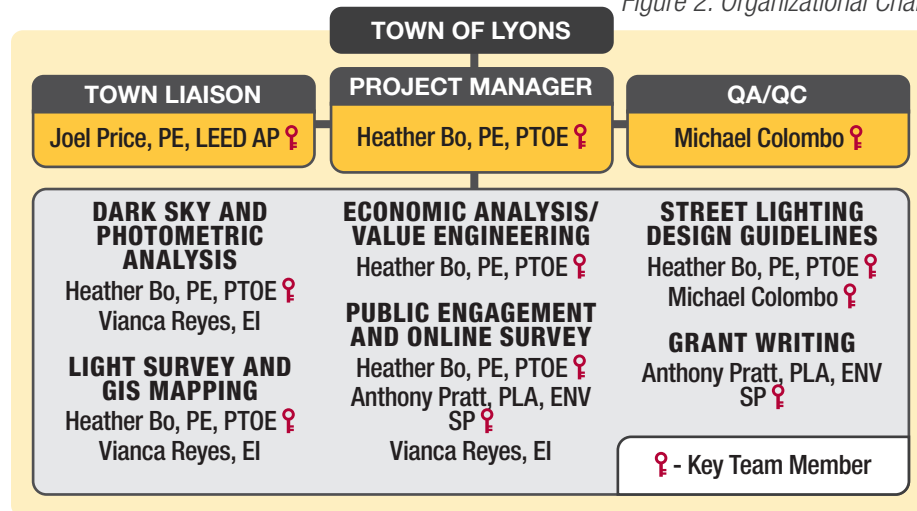 Figure 2. Organizational Cha
TOWN OF LYONS
TOWN LIAISON
Joel Price, PE, LEED AP
PROJECT MANAGER
Heather Bo, PE, PTOE
QA/QC
Michael Colombo
DARK SKY AND
PHOTOMETRIC
ANALYSIS
Heather Bo, PE, PTOE
Vianca Reyes, EI
LIGHT SURVEY AND
GIS MAPPING
Heather Bo, PE, PTOE
Vianca Reyes, EI
ECONOMIC ANALYSIS/
VALUE ENGINEERING
Heather Bo, PE, PTOE
PUBLIC ENGAGEMENT
AND ONLINE SURVEY
Heather Bo, PE, PTOE
Anthony Pratt, PLA, ENV
SP
Vianca Reyes, EI
STREET LIGHTING
DESIGN GUIDELINES
Heather Bo, PE, PTOE
Michael Colombo
GRANT WRITING
Anthony Pratt, PLA, ENV
SP
- Key Team Member